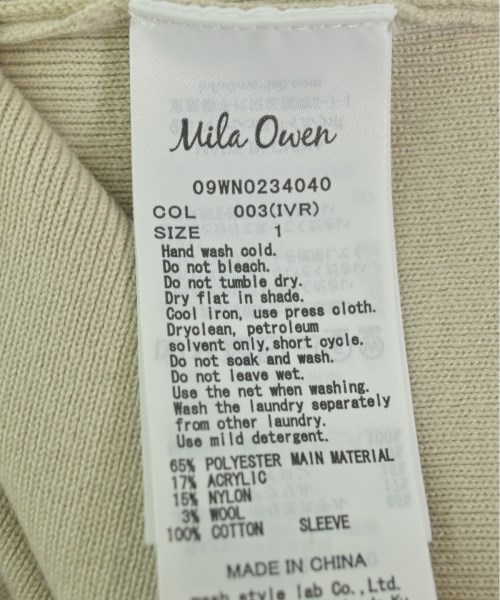 Mila Owen
09WN0234040
COL 003(IVR)
SIZE 1
Hand wash cold.
Do not bleach.
Do not tumble dry.
Dry flat in shade.
Cool iron, use press cloth.
Dryclean, petroleum
solvent only,short cycle.
Do not soak and wash.
Do not leave wet.
Use the net when washing.
Wash the laundry separately
from other laundry.
Use mild detergent.
65% POLYESTER MAIN MATERIAL
17% ACRYLIC
15% NYLON
3% WOOL
100% COTTON SLEEVE
MADE IN CHINA
mash style lab Co.,Ltd.